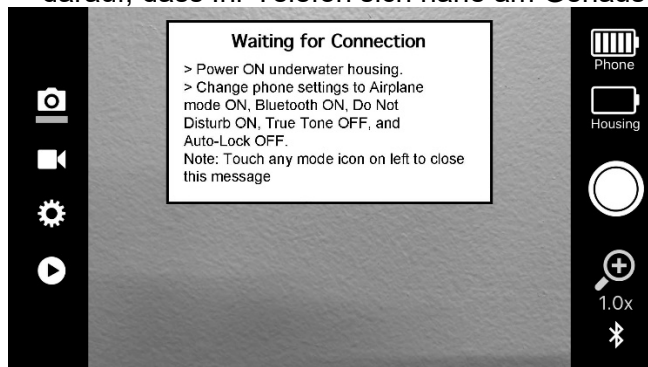 Waiting for Connection
> Power ON underwater housing.
> Change phone settings to Airplane
mode ON, Bluetooth ON, Do Not
Disturb ON, True Tone OFF, and
Auto-Lock OFF.
Note: Touch any mode icon on left to close
this message
Phone
Housing
1.0x